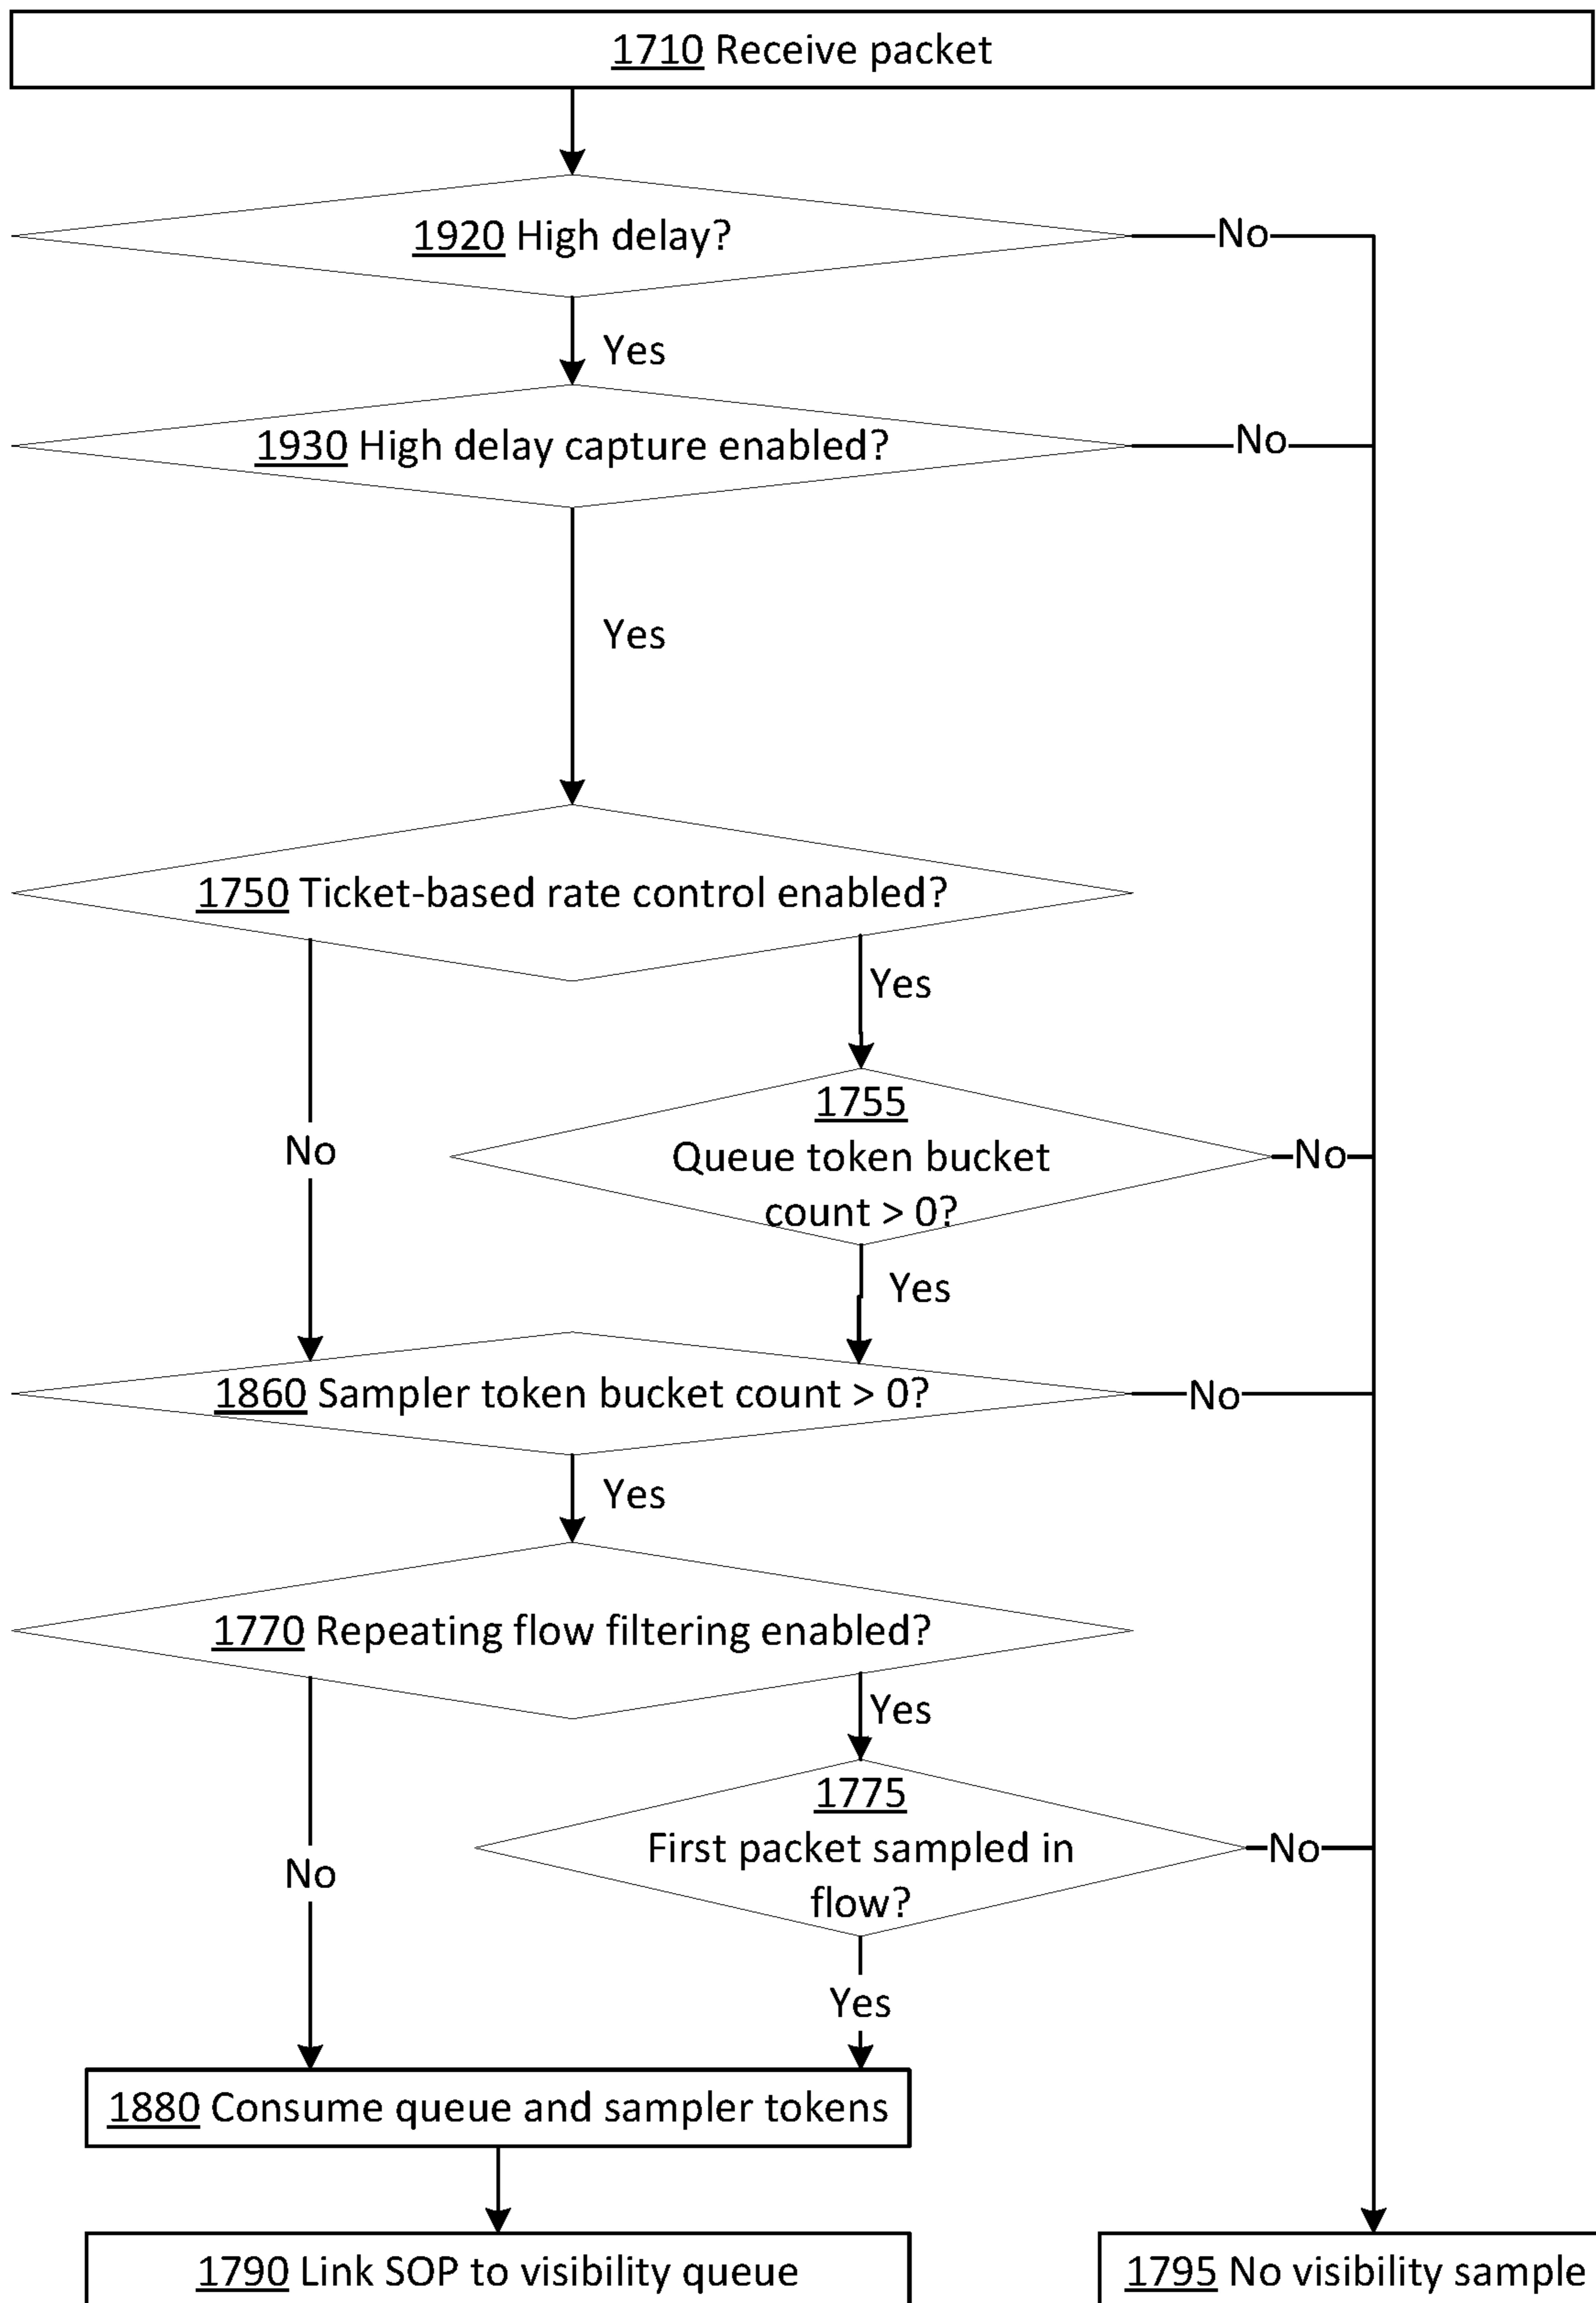 1710 Receive packet
1920 High delay?
No
Yes
1930 High delay capture enabled?
No
Yes
1750 Ticket-based rate control enabled?
Yes
1755
Queue token bucket
count > 0?
No
No
Yes
1860 Sampler token bucket count > 0?
No
Yes
1770 Repeating flow filtering enabled?
Yes
1775
First packet sampled in
flow?
No
No
Yes
1880 Consume queue and sampler tokens
1790 Link SOP to visibility queue
1795 No visibility sample